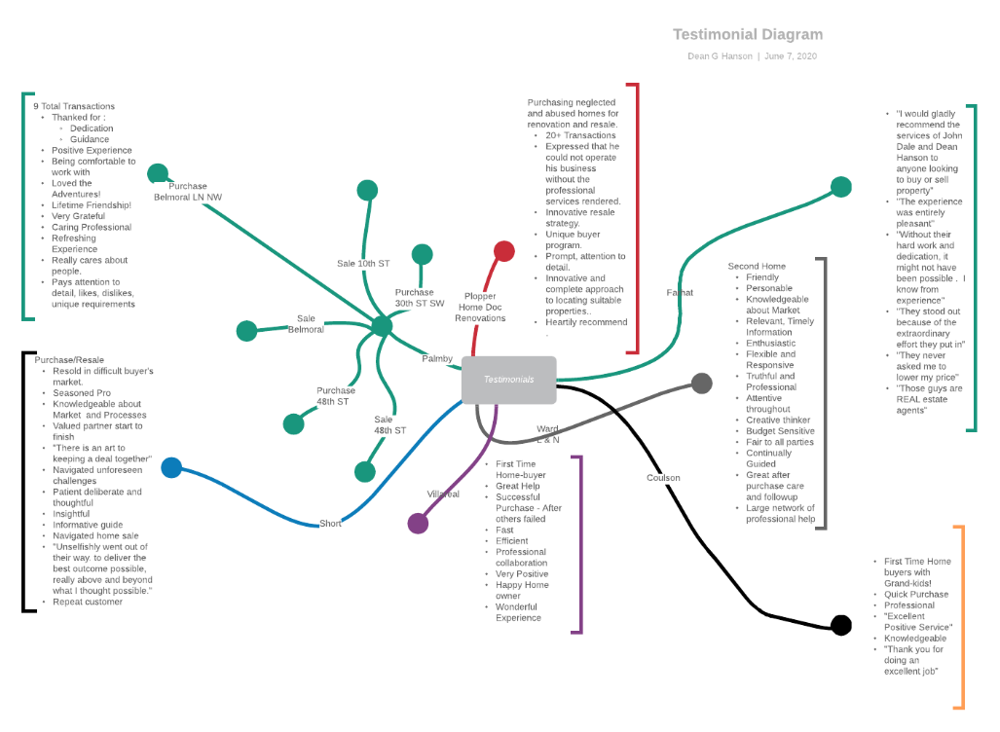 Testimonial Diagram
Dean G Hanson | June 7, 2020
9 Total Transactions
• Thanked for :
◦ Dedication
◦ Guidance
• Positive Experience
• Being comfortable to
work with
• Loved the
Adventures!
• Lifetime Friendship!
• Very Grateful
• Caring Professional
• Refreshing
Experience
• Really cares about
people.
• Pays attention to
detail, likes, dislikes,
unique requirements
Purchase
Belmoral LN NW
Sale 10th ST
Purchase
30th ST SW
Sale
Belmoral
Purchase
48th ST
Sale
48th ST
Palmby
Plopper
Home Doc
Renovations
Testimonials
Purchasing neglected
and abused homes for
renovation and resale.
• 20+ Transactions
• Expressed that he
could not operate
his business
without the
professional
services rendered.
• Innovative resale
strategy.
• Unique buyer
program.
• Prompt, attention to
detail.
• Innovative and
complete approach
to locating suitable
properties..
• Heartily recommend
.
Farhat
• "I would gladly
recommend the
services of John
Dale and Dean
Hanson to
anyone looking
to buy or sell
property"
• "The experience
was entirely
pleasant"
• "Without their
hard work and
dedication, it
might not have
been possible . I
know from
experience"
• "They stood out
because of the
extraordinary
effort they put in"
• "They never
asked me to
lower my price"
• "Those guys are
REAL estate
agents"
Second Home
• Friendly
• Personable
• Knowledgeable
about Market
• Relevant, Timely
Information
• Enthusiastic
• Flexible and
Responsive
• Truthful and
Professional
• Attentive
throughout
• Creative thinker
• Budget Sensitive
• Fair to all parties
• Continually
Guided
• Great after
purchase care
and followup
• Large network of
professional help
Purchase/Resale
• Resold in difficult buyer's
market.
• Seasoned Pro
• Knowledgeable about
Market and Processes
• Valued partner start to
finish
• "There is an art to
keeping a deal together"
• Navigated unforeseen
challenges
• Patient deliberate and
thoughtful
• Insightful
• Informative guide
• Navigated home sale
• "Unselfishly went out of
their way. to deliver the
best outcome possible,
really above and beyond
what I thought possible."
• Repeat customer
Short
Villareal
Ward
L & N
Coulson
• First Time
Home-buyer
• Great Help
• Successful
Purchase - After
others failed
• Fast
• Efficient
• Professional
collaboration
• Very Positive
• Happy Home
owner
• Wonderful
Experience
• First Time Home
buyers with
Grand-kids!
• Quick Purchase
• Professional
• "Excellent
Positive Service"
• Knowledgeable
• "Thank you for
doing an
excellent job"